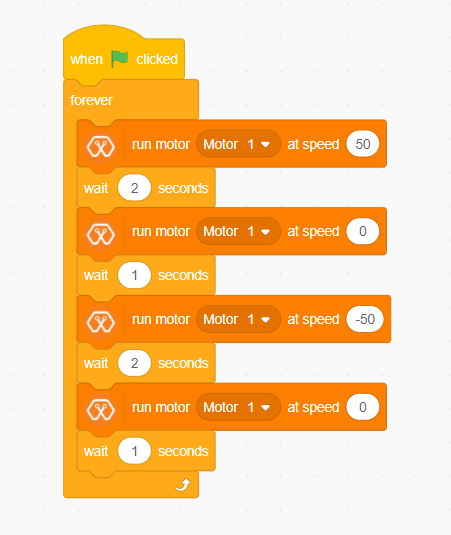 when clicked
forever
run motor Motor 1 at speed 50
wait 2 seconds
run motor Motor 1 at speed 0
wait 1 seconds
run motor Motor 1 at speed -50
wait 2 seconds
run motor Motor 1 at speed 0
wait 1 seconds